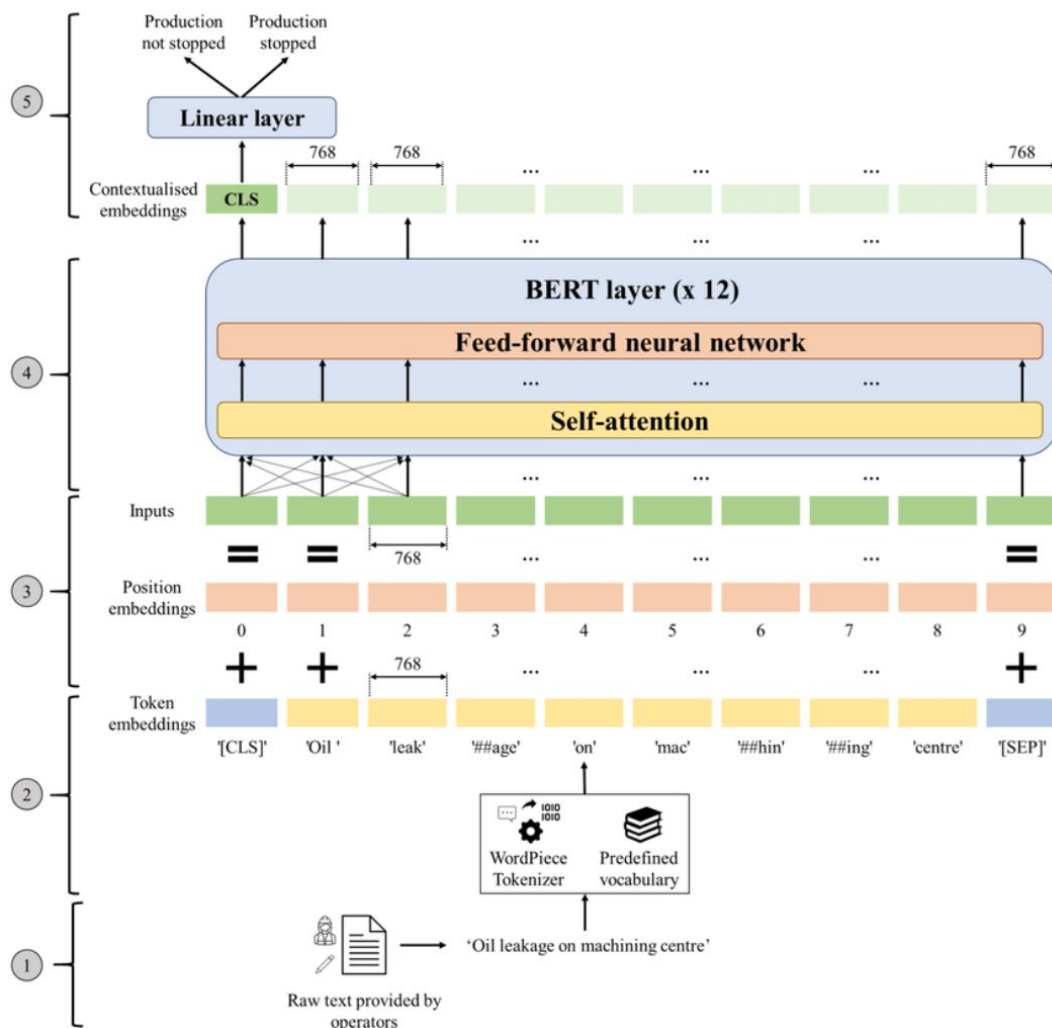 Production
not stopped
Production
stopped
5
Linear layer
768
768
...
...
...
768
Contextualised
embeddings
CLS
...
...
...
BERT layer (x 12)
Feed-forward neural network
4
...
...
...
Self-attention
...
...
...
Inputs
= = =
768
...
...
...
3
Position
embeddings
0 1 2 3 4 5 6 7 8 9
+ + +
768
...
...
...
Token
embeddings
'[CLS]' 'Oil ' 'leak' '##age' 'on' 'mac' '##hin' '##ing' 'centre' '[SEP]'
2
1010
1010
WordPiece
Tokenizer
Predefined
vocabulary
‘Oil leakage on machining centre’
1
Raw text provided by
operators